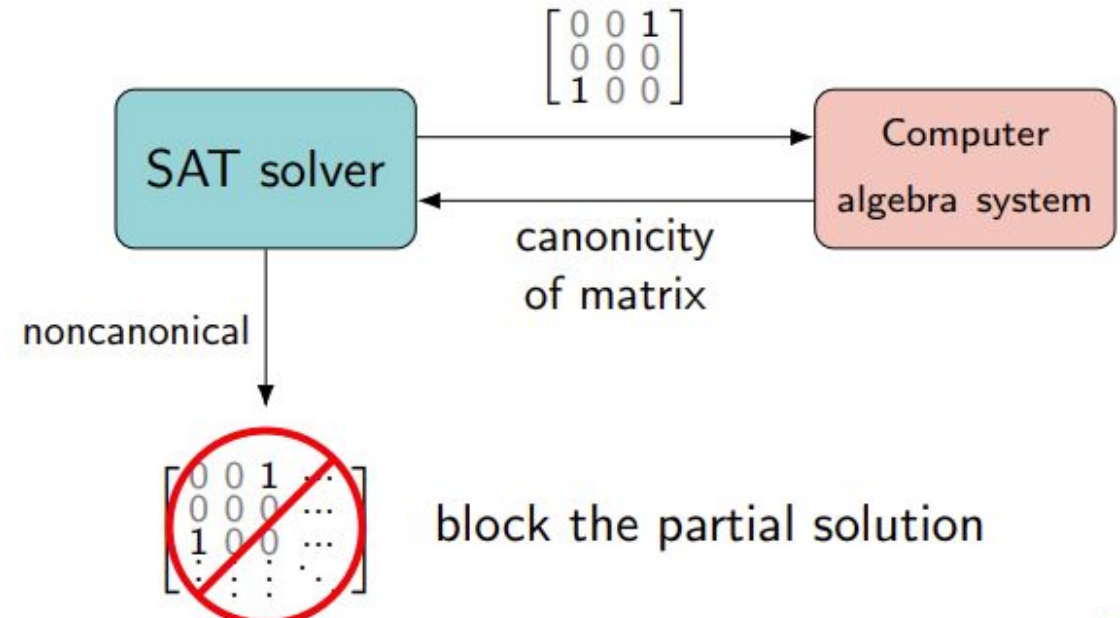 [0 0 1
0 0 0
1 0 0]
SAT solver
Computer
algebra system
canonicity
of matrix
noncanonical
[0 0 1 ⋯
0 0 0 ⋯
1 0 0 ⋯
⋮ ⋮ ⋮ ⋱]
block the partial solution